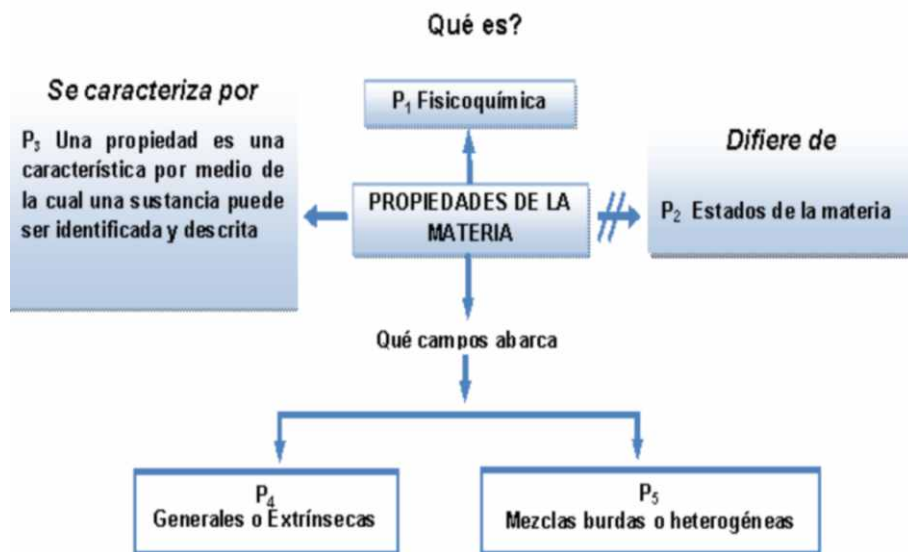 Qué es?
P₁ Fisicoquímica
Se caracteriza por
P₃ Una propiedad es una
característica por medio de
la cual una sustancia puede
ser identificada y descrita
PROPIEDADES DE LA
MATERIA
Difiere de
P₂ Estados de la materia
Qué campos abarca
P₄
Generales o Extrínsecas
P₅
Mezclas burdas o heterogéneas